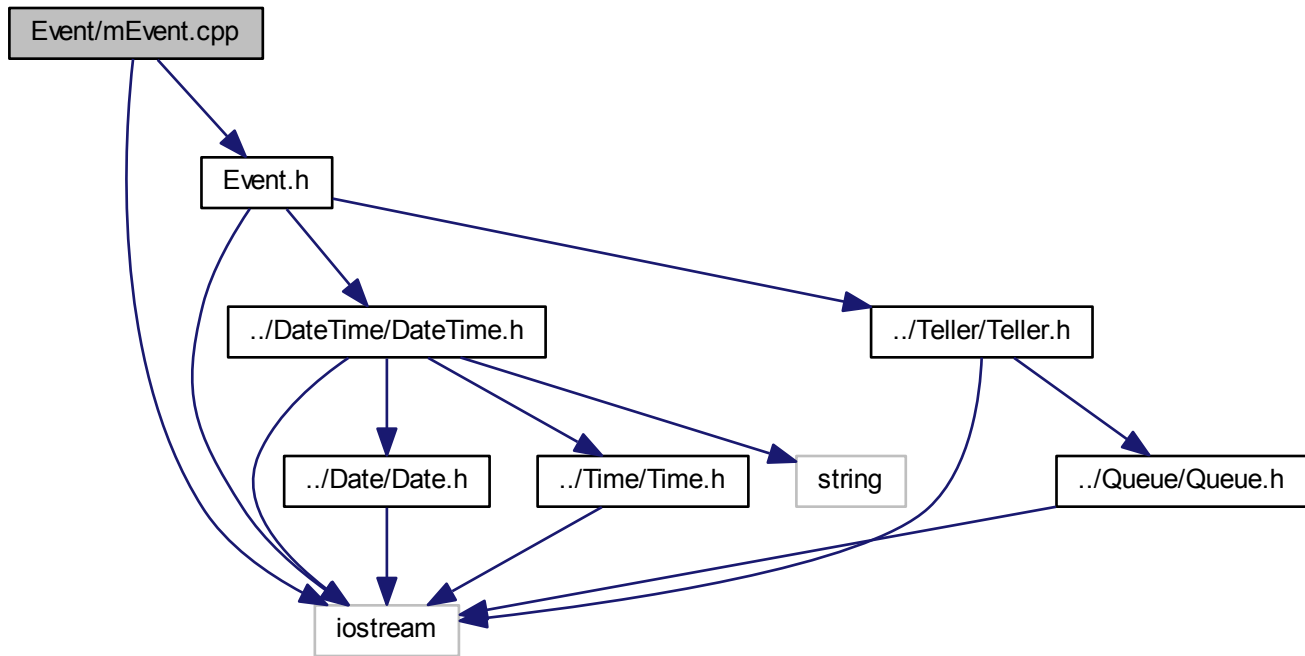 Event/mEvent.cpp
Event.h
../DateTime/DateTime.h
../Teller/Teller.h
../Date/Date.h
../Time/Time.h
string
../Queue/Queue.h
iostream